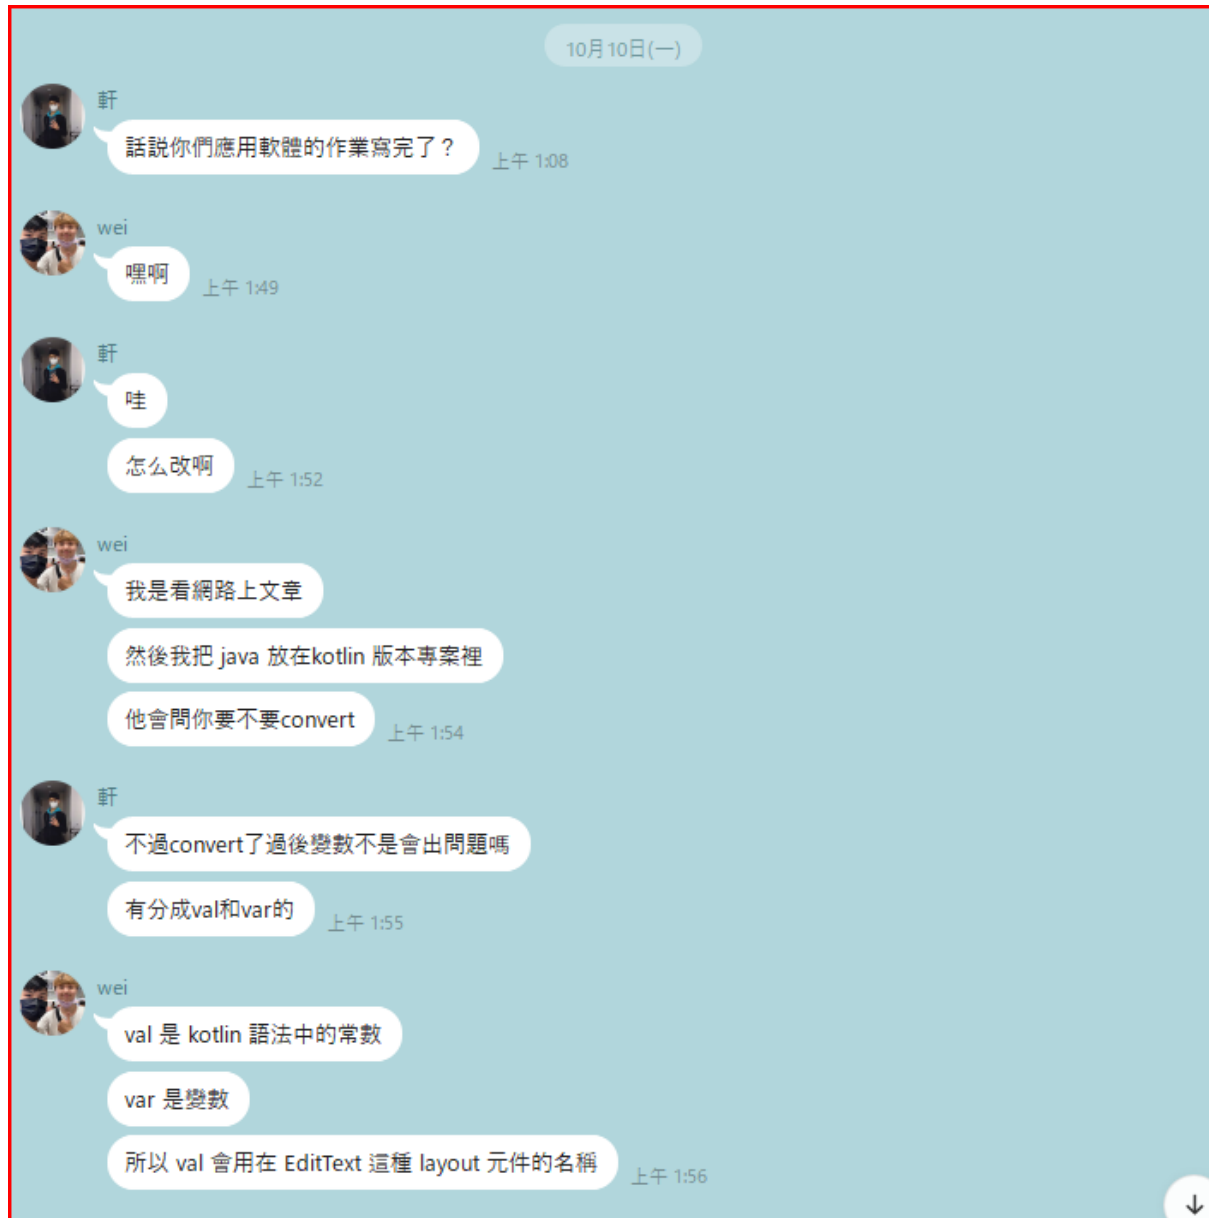 10月10日(一)
軒
話說你們應用軟體的作業寫完了？
上午 1:08
wei
嘿啊
上午 1:49
軒
哇
怎么改啊
上午 1:52
wei
我是看網路上文章
然後我把 java 放在kotlin 版本專案裡
他會問你要不要convert
上午 1:54
軒
不過convert了過後變數不是會出問題嗎
有分成val和var的
上午 1:55
wei
val 是 kotlin 語法中的常數
var 是變數
所以 val 會用在 EditText 這種 layout 元件的名稱
上午 1:56